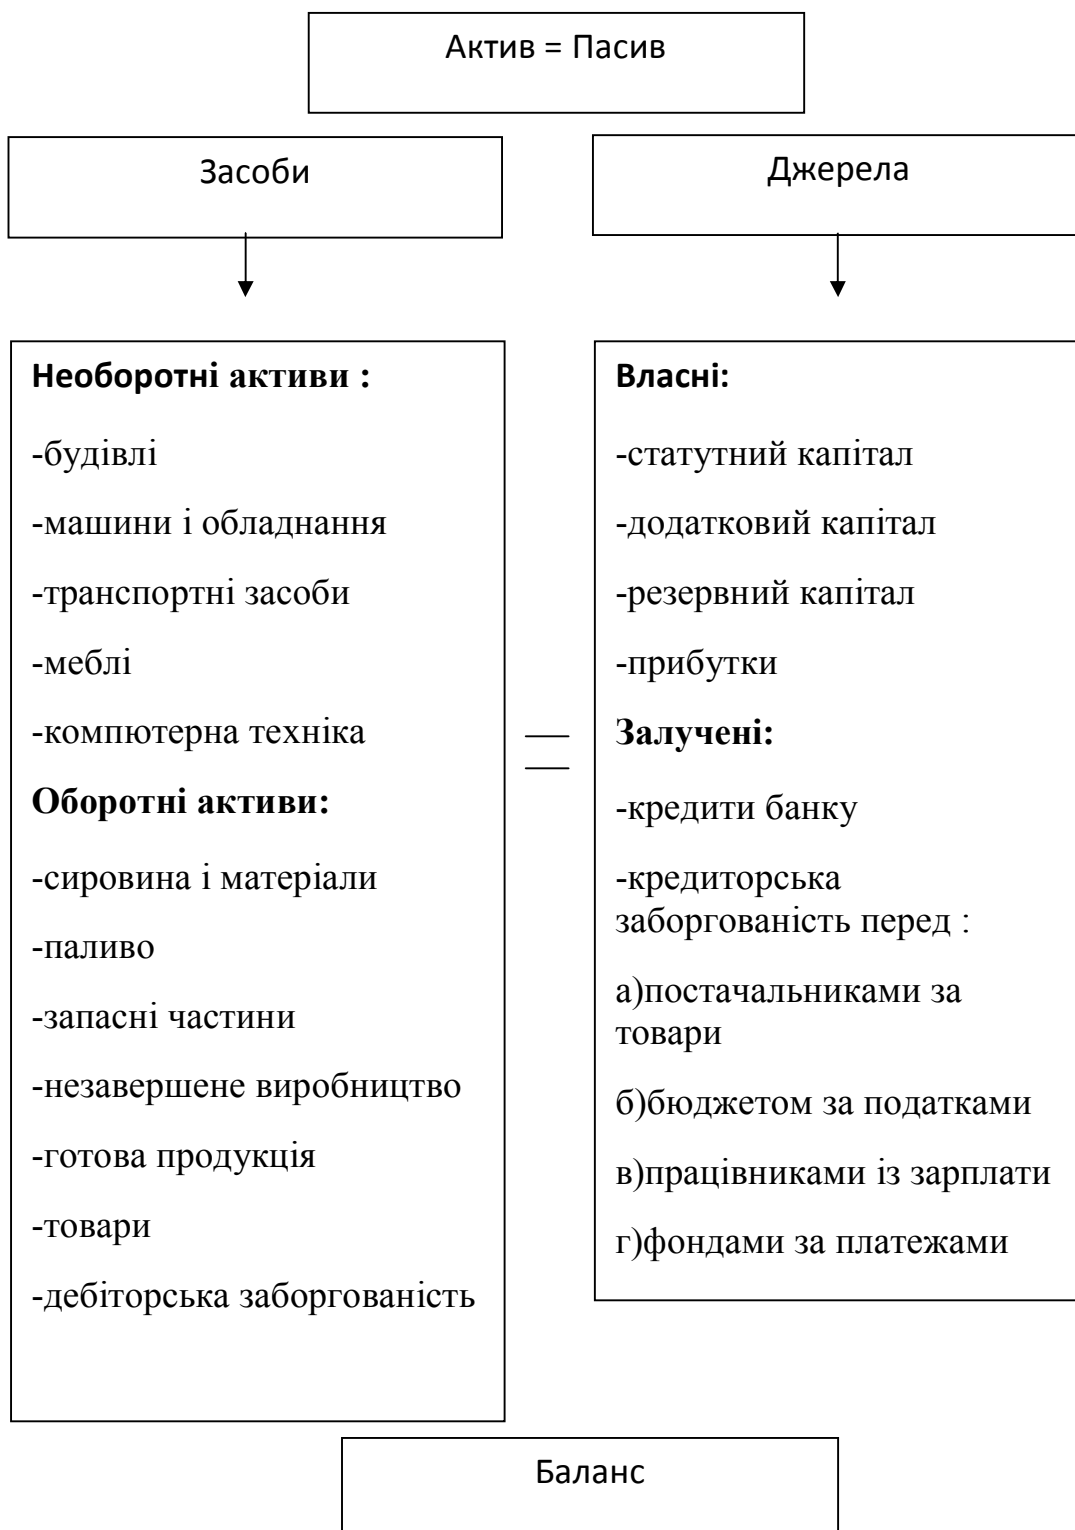 Актив = Пасив
Засоби
Джерела
Необоротні активи :
-будівлі
-машини і обладнання
-транспортні засоби
-меблі
-компютерна техніка
Оборотні активи:
-сировина і матеріали
-паливо
-запасні частини
-незавершене виробництво
-готова продукція
-товари
-дебіторська заборгованість
=
Власні:
-статутний капітал
-додатковий капітал
-резервний капітал
-прибутки
Залучені:
-кредити банку
-кредиторська
заборгованість перед :
а)постачальниками за
товари
б)бюджетом за податками
в)працівниками із зарплати
г)фондами за платежами
Баланс